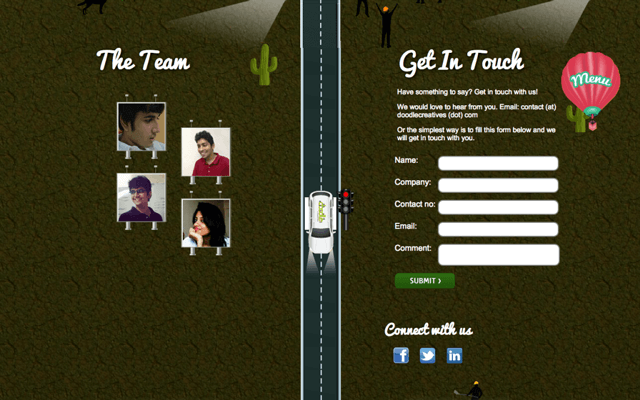 The Team
Get In Touch
Menu
Have something to say? Get in touch with us!
We would love to hear from you. Email: contact (at)
doodlecreatives (dot) com
Or the simplest way is to fill this form below and we
will get in touch with you.
Name:
Company:
Contact no:
Email:
Comment:
SUBMIT ›
Connect with us
f
in